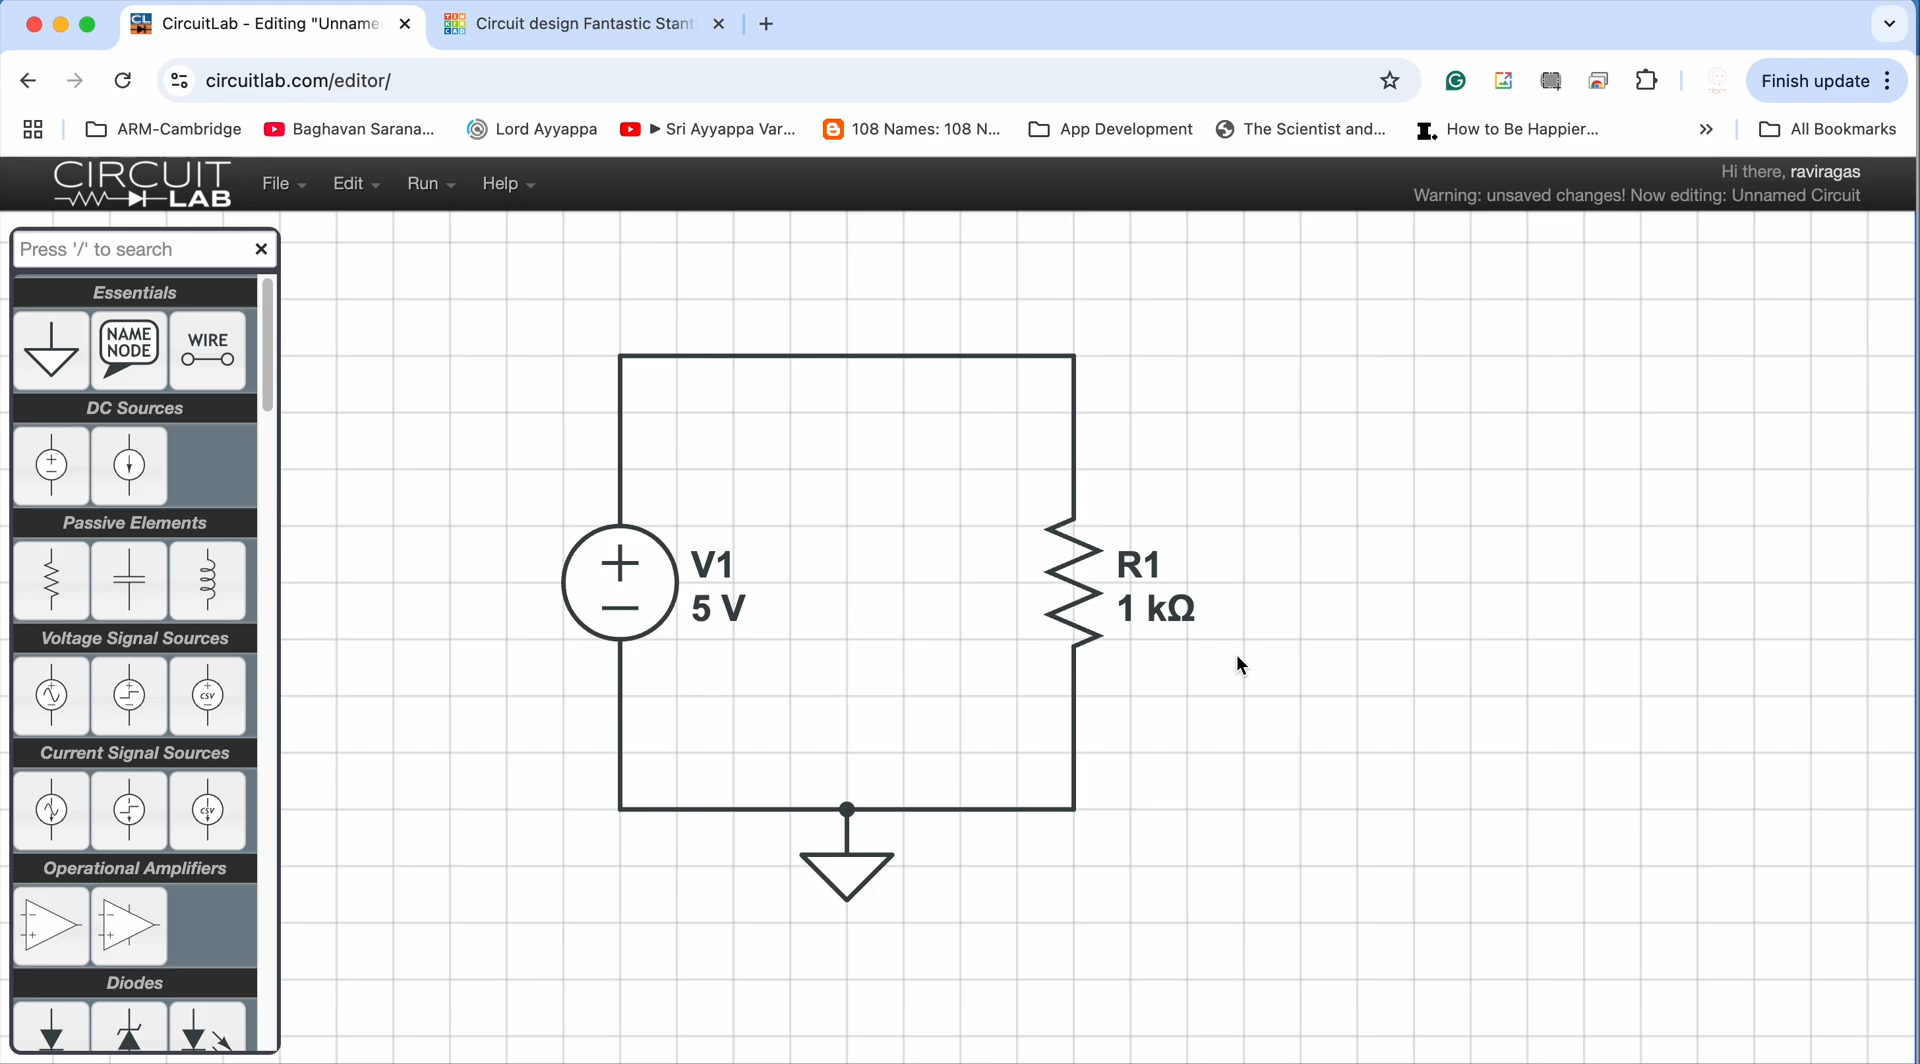 CircuitLab - Editing "Unname
Circuit design Fantastic Stant
circuitlab.com/editor/
Finish update
ARM-Cambridge
Baghavan Sarana...
Lord Ayyappa
Sri Ayyappa Var...
108 Names: 108 N...
App Development
The Scientist and...
How to Be Happier...
All Bookmarks
CIRCUIT
LAB
File
Edit
Run
Help
Hi there, raviragas
Warning: unsaved changes! Now editing: Unnamed Circuit
Press '/' to search
Essentials
NAME
NODE
WIRE
DC Sources
Passive Elements
Voltage Signal Sources
csv
Current Signal Sources
csv
Operational Amplifiers
Diodes
V1
5 V
R1
1 kΩ